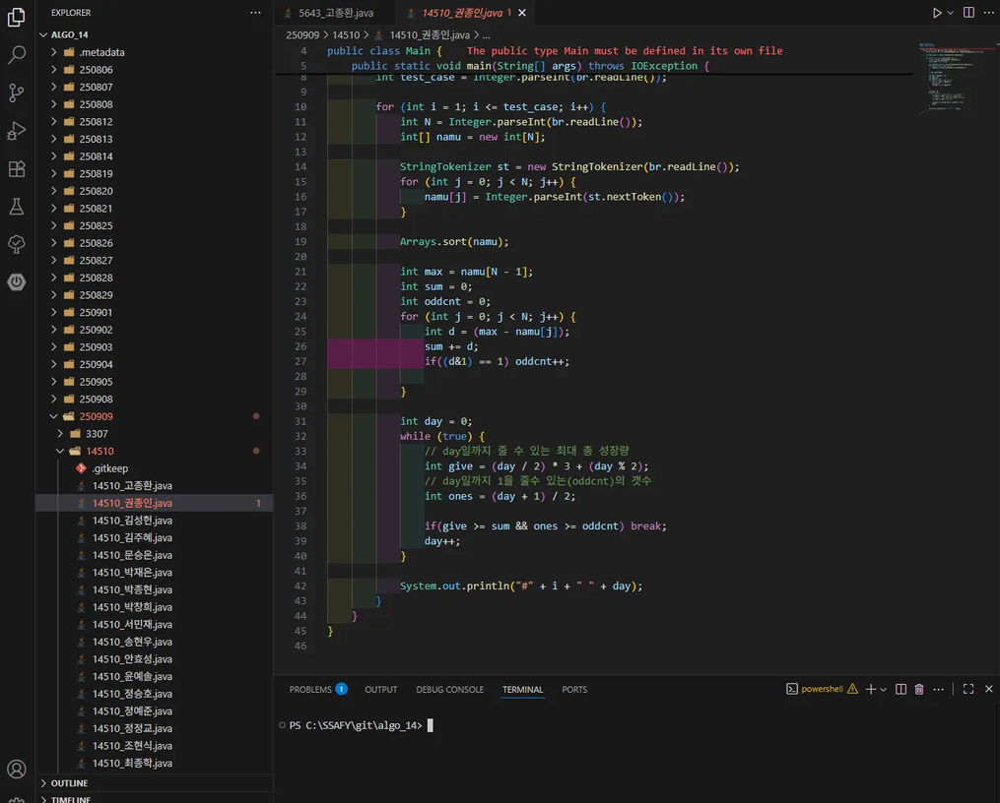 EXPLORER
ALGO_14
.metadata
250806
250807
250808
250812
250813
250814
250819
250820
250821
250825
250826
250827
250828
250829
250901
250902
250903
250904
250905
250908
250909
3307
14510
.gitkeep
14510_고종환.java
14510_권종인.java 1
14510_김성헌.java
14510_김주혜.java
14510_문승은.java
14510_박재은.java
14510_박종현.java
14510_박창희.java
14510_서민재.java
14510_송현우.java
14510_안효성.java
14510_윤예솔.java
14510_정승호.java
14510_정예준.java
14510_정정교.java
14510_조현식.java
14510_최종학.java
OUTLINE
TIMELINE
5643_고종환.java
14510_권종인.java 1
250909 > 14510 > 14510_권종인.java > ...
4 public class Main { The public type Main must be defined in its own file
5 public static void main(String[] args) throws IOException {
8 int test_case = Integer.parseInt(br.readLine());
9
10 for (int i = 1; i <= test_case; i++) {
11 int N = Integer.parseInt(br.readLine());
12 int[] namu = new int[N];
13
14 StringTokenizer st = new StringTokenizer(br.readLine());
15 for (int j = 0; j < N; j++) {
16 namu[j] = Integer.parseInt(st.nextToken());
17 }
18
19 Arrays.sort(namu);
20
21 int max = namu[N - 1];
22 int sum = 0;
23 int oddcnt = 0;
24 for (int j = 0; j < N; j++) {
25 int d = (max - namu[j]);
26 sum += d;
27 if((d&1) == 1) oddcnt++;
28
29 }
30
31 int day = 0;
32 while (true) {
33 // day일까지 줄 수 있는 최대 총 성장량
34 int give = (day / 2) * 3 + (day % 2);
35 // day일까지 1을 줄수 있는(oddcnt)의 갯수
36 int ones = (day + 1) / 2;
37
38 if(give >= sum && ones >= oddcnt) break;
39 day++;
40 }
41
42 System.out.println("#" + i + " " + day);
43 }
44 }
45 }
46
PROBLEMS 1 OUTPUT DEBUG CONSOLE TERMINAL PORTS
powershell
PS C:\SSAFY\git\algo_14>